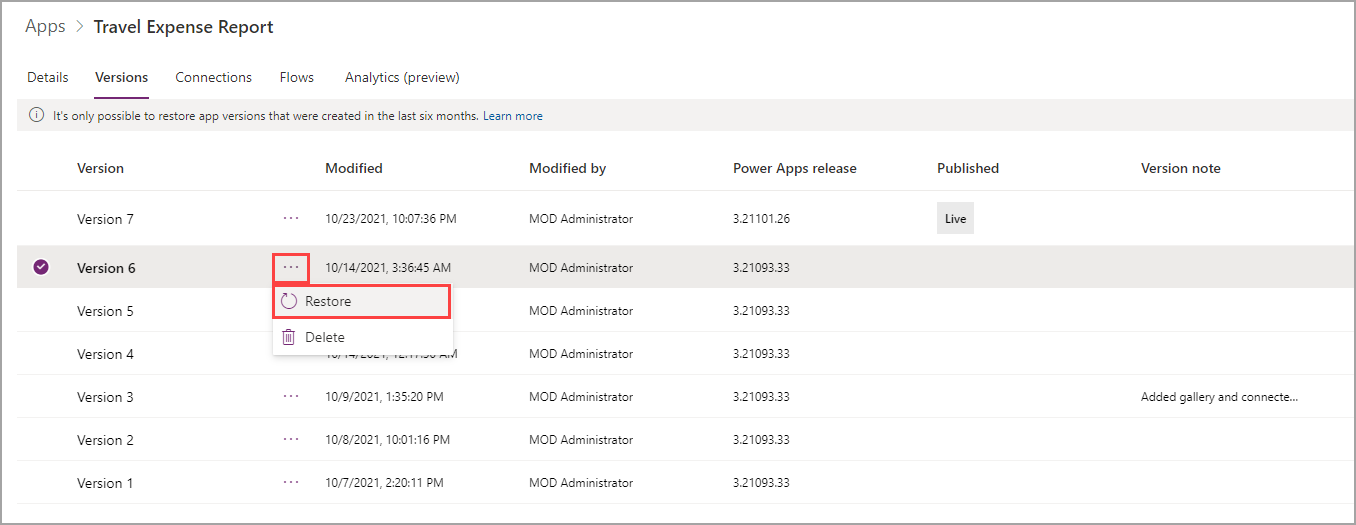 Apps > Travel Expense Report
Details Versions Connections Flows Analytics (preview)
It's only possible to restore app versions that were created in the last six months. Learn more
Version Modified Modified by Power Apps release Published Version note
Version 7 ... 10/23/2021, 10:07:36 PM MOD Administrator 3.21101.26 Live
Version 6 ... 10/14/2021, 3:36:45 AM MOD Administrator 3.21093.33
Restore
Version 5 MOD Administrator 3.21093.33
Delete
Version 4 MOD Administrator 3.21093.33
Version 3 ... 10/9/2021, 1:35:20 PM MOD Administrator 3.21093.33 Added gallery and connecte...
Version 2 ... 10/8/2021, 10:01:16 PM MOD Administrator 3.21093.33
Version 1 ... 10/7/2021, 2:20:11 PM MOD Administrator 3.21093.33